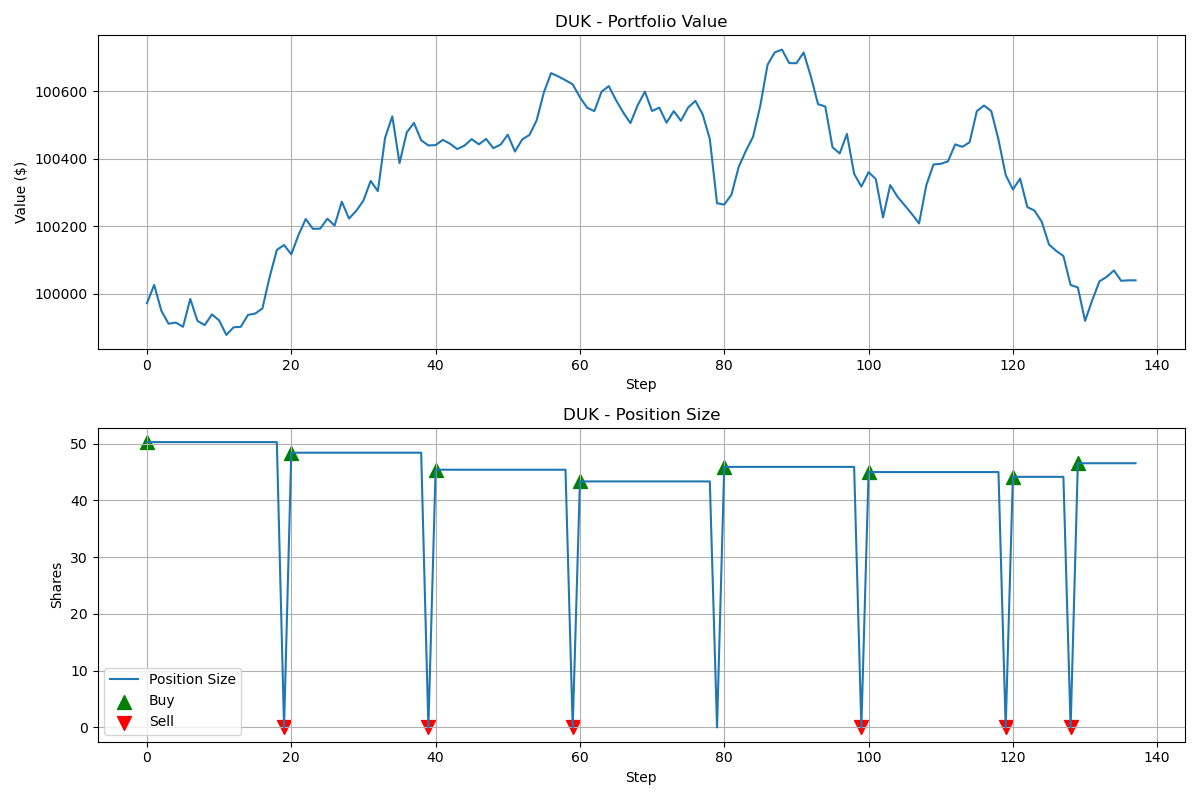 DUK - Portfolio Value
Value ($)
100600
100400
100200
100000
0 20 40 60 80 100 120 140
Step
DUK - Position Size
Shares
50
40
30
20
10
0
Position Size
Buy
Sell
0 20 40 60 80 100 120 140
Step